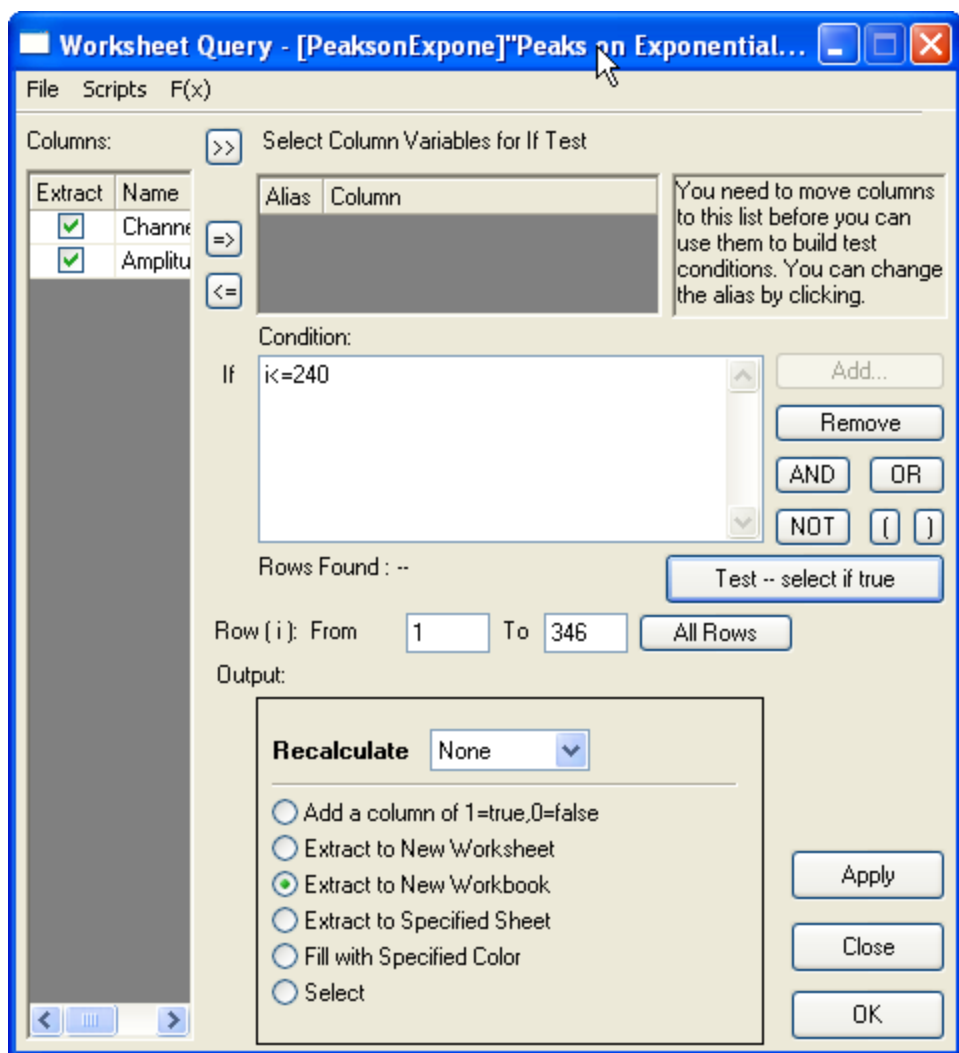 Worksheet Query - [PeaksonExpone]"Peaks on Exponential...
File Scripts F(x)
Columns:
>>
Select Column Variables for If Test
Extract Name
Channe
Amplitu
=>
<=
Alias Column
You need to move columns
to this list before you can
use them to build test
conditions. You can change
the alias by clicking.
Condition:
If
i<=240
Add...
Remove
AND OR
NOT ( )
Rows Found : --
Test -- select if true
Row ( i ): From 1 To 346 All Rows
Output:
Recalculate None
Add a column of 1=true,0=false
Extract to New Worksheet
Extract to New Workbook
Extract to Specified Sheet
Fill with Specified Color
Select
Apply
Close
OK